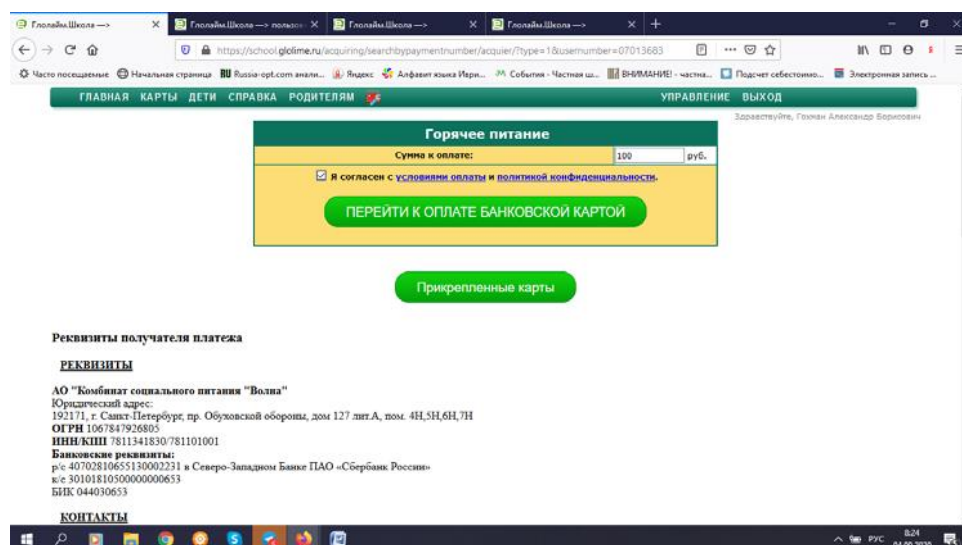 Глолайм.Школа —>
Глолайм.Школа —> пользов
Глолайм.Школа —>
Глолайм.Школа —>
https://school.glolime.ru/acquiring/searchbypaymentnumber/acquier/?type=1&usernumber=07013683
Часто посещаемые Начальная страница Russia-opt.com анали... Яндекс Алфавит языка Иври... События - Частная ш... ВНИМАНИЕ! - частна... Подсчет себестоимо... Электронная запись ...
ГЛАВНАЯ КАРТЫ ДЕТИ СПРАВКА РОДИТЕЛЯМ УПРАВЛЕНИЕ ВЫХОД
Здравствуйте, Гохман Александр Борисович
Горячее питание
Сумма к оплате: 100 руб.
Я согласен с условиями оплаты и политикой конфиденциальности.
ПЕРЕЙТИ К ОПЛАТЕ БАНКОВСКОЙ КАРТОЙ
Прикрепленные карты
Реквизиты получателя платежа
РЕКВИЗИТЫ
АО "Комбинат социального питания "Волна"
Юридический адрес:
192171, г. Санкт-Петербург, пр. Обуховской обороны, дом 127 лит.А, пом. 4Н,5Н,6Н,7Н
ОГРН 1067847926805
ИНН/КПП 7811341830/781101001
Банковские реквизиты:
р/с 40702810655130002231 в Северо-Западном Банке ПАО «Сбербанк России»
к/с 30101810500000000653
БИК 044030653
КОНТАКТЫ
РУС 8:24